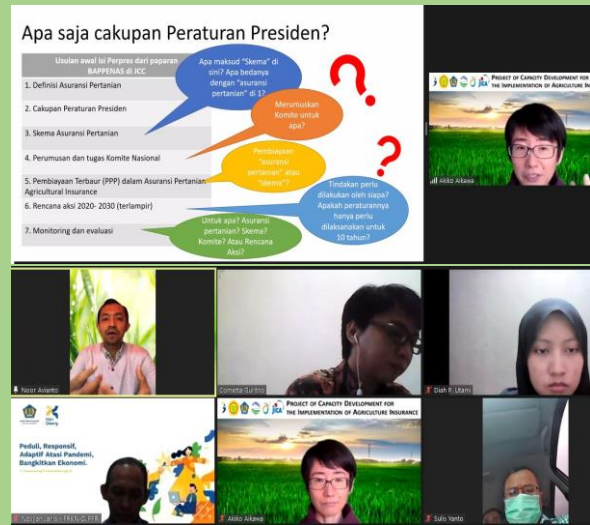 Apa saja cakupan Peraturan Presiden?
Usulan awal isi Perpres dari paparan
BAPPENAS di JCC
1. Definisi Asuransi Pertanian
2. Cakupan Peraturan Presiden
3. Skema Asuransi Pertanian
4. Perumusan dan tugas Komite Nasional
5. Pembiayaan Terbaur (PPP) dalam Asuransi Pertanian
Agricultural Insurance
6. Rencana aksi 2020- 2030 (terlampir)
7. Monitoring dan evaluasi
Apa maksud "Skema" di
sini? Apa bedanya
dengan "asuransi
pertanian" di 1?
Merumuskan
Komite untuk
apa?
Pembiayaan
"asuransi
pertanian" atau
"skema"?
Tindakan perlu
dilakukan oleh siapa?
Apakah peraturannya
hanya perlu
dilaksanakan untuk
10 tahun?
Untuk apa? Asuransi
pertanian? Skema?
Komite? Atau Rencana
Aksi?
?
?
jica
PROJECT OF CAPACITY DEVELOPMENT FOR
THE IMPLEMENTATION OF AGRICULTURE IN
Akiko Aikawa
Noor Avianto
Cornetta Guritno
Diah P. Utami
Peduli, Responsif,
Adaptif Atasi Pandemi,
Bangkitkan Ekonomi.
jica
PROJECT OF CAPACITY DEVELOPMENT FOR
THE IMPLEMENTATION OF AGRICULTURE INSURANCE
Akiko Aikawa
Sulis Yanto